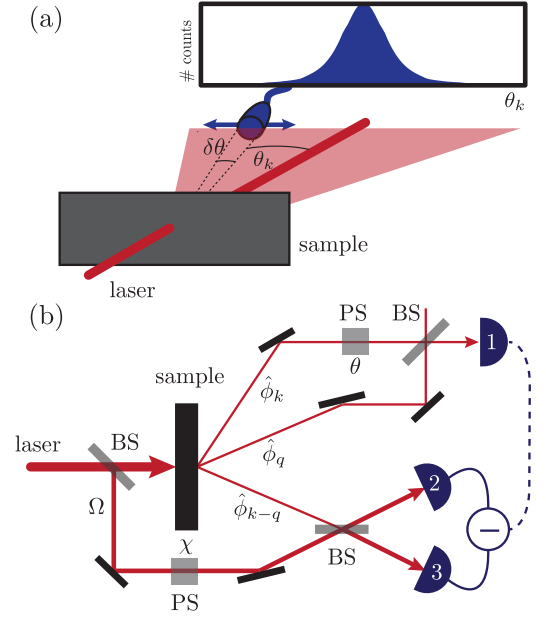 (a)
# counts
θ_k
δθ
θ_k
sample
laser
(b)
PS
BS
1
θ
sample
ϕ̂_k
laser
BS
ϕ̂_q
2
Ω
ϕ̂_{k−q}
−
χ
BS
3
PS